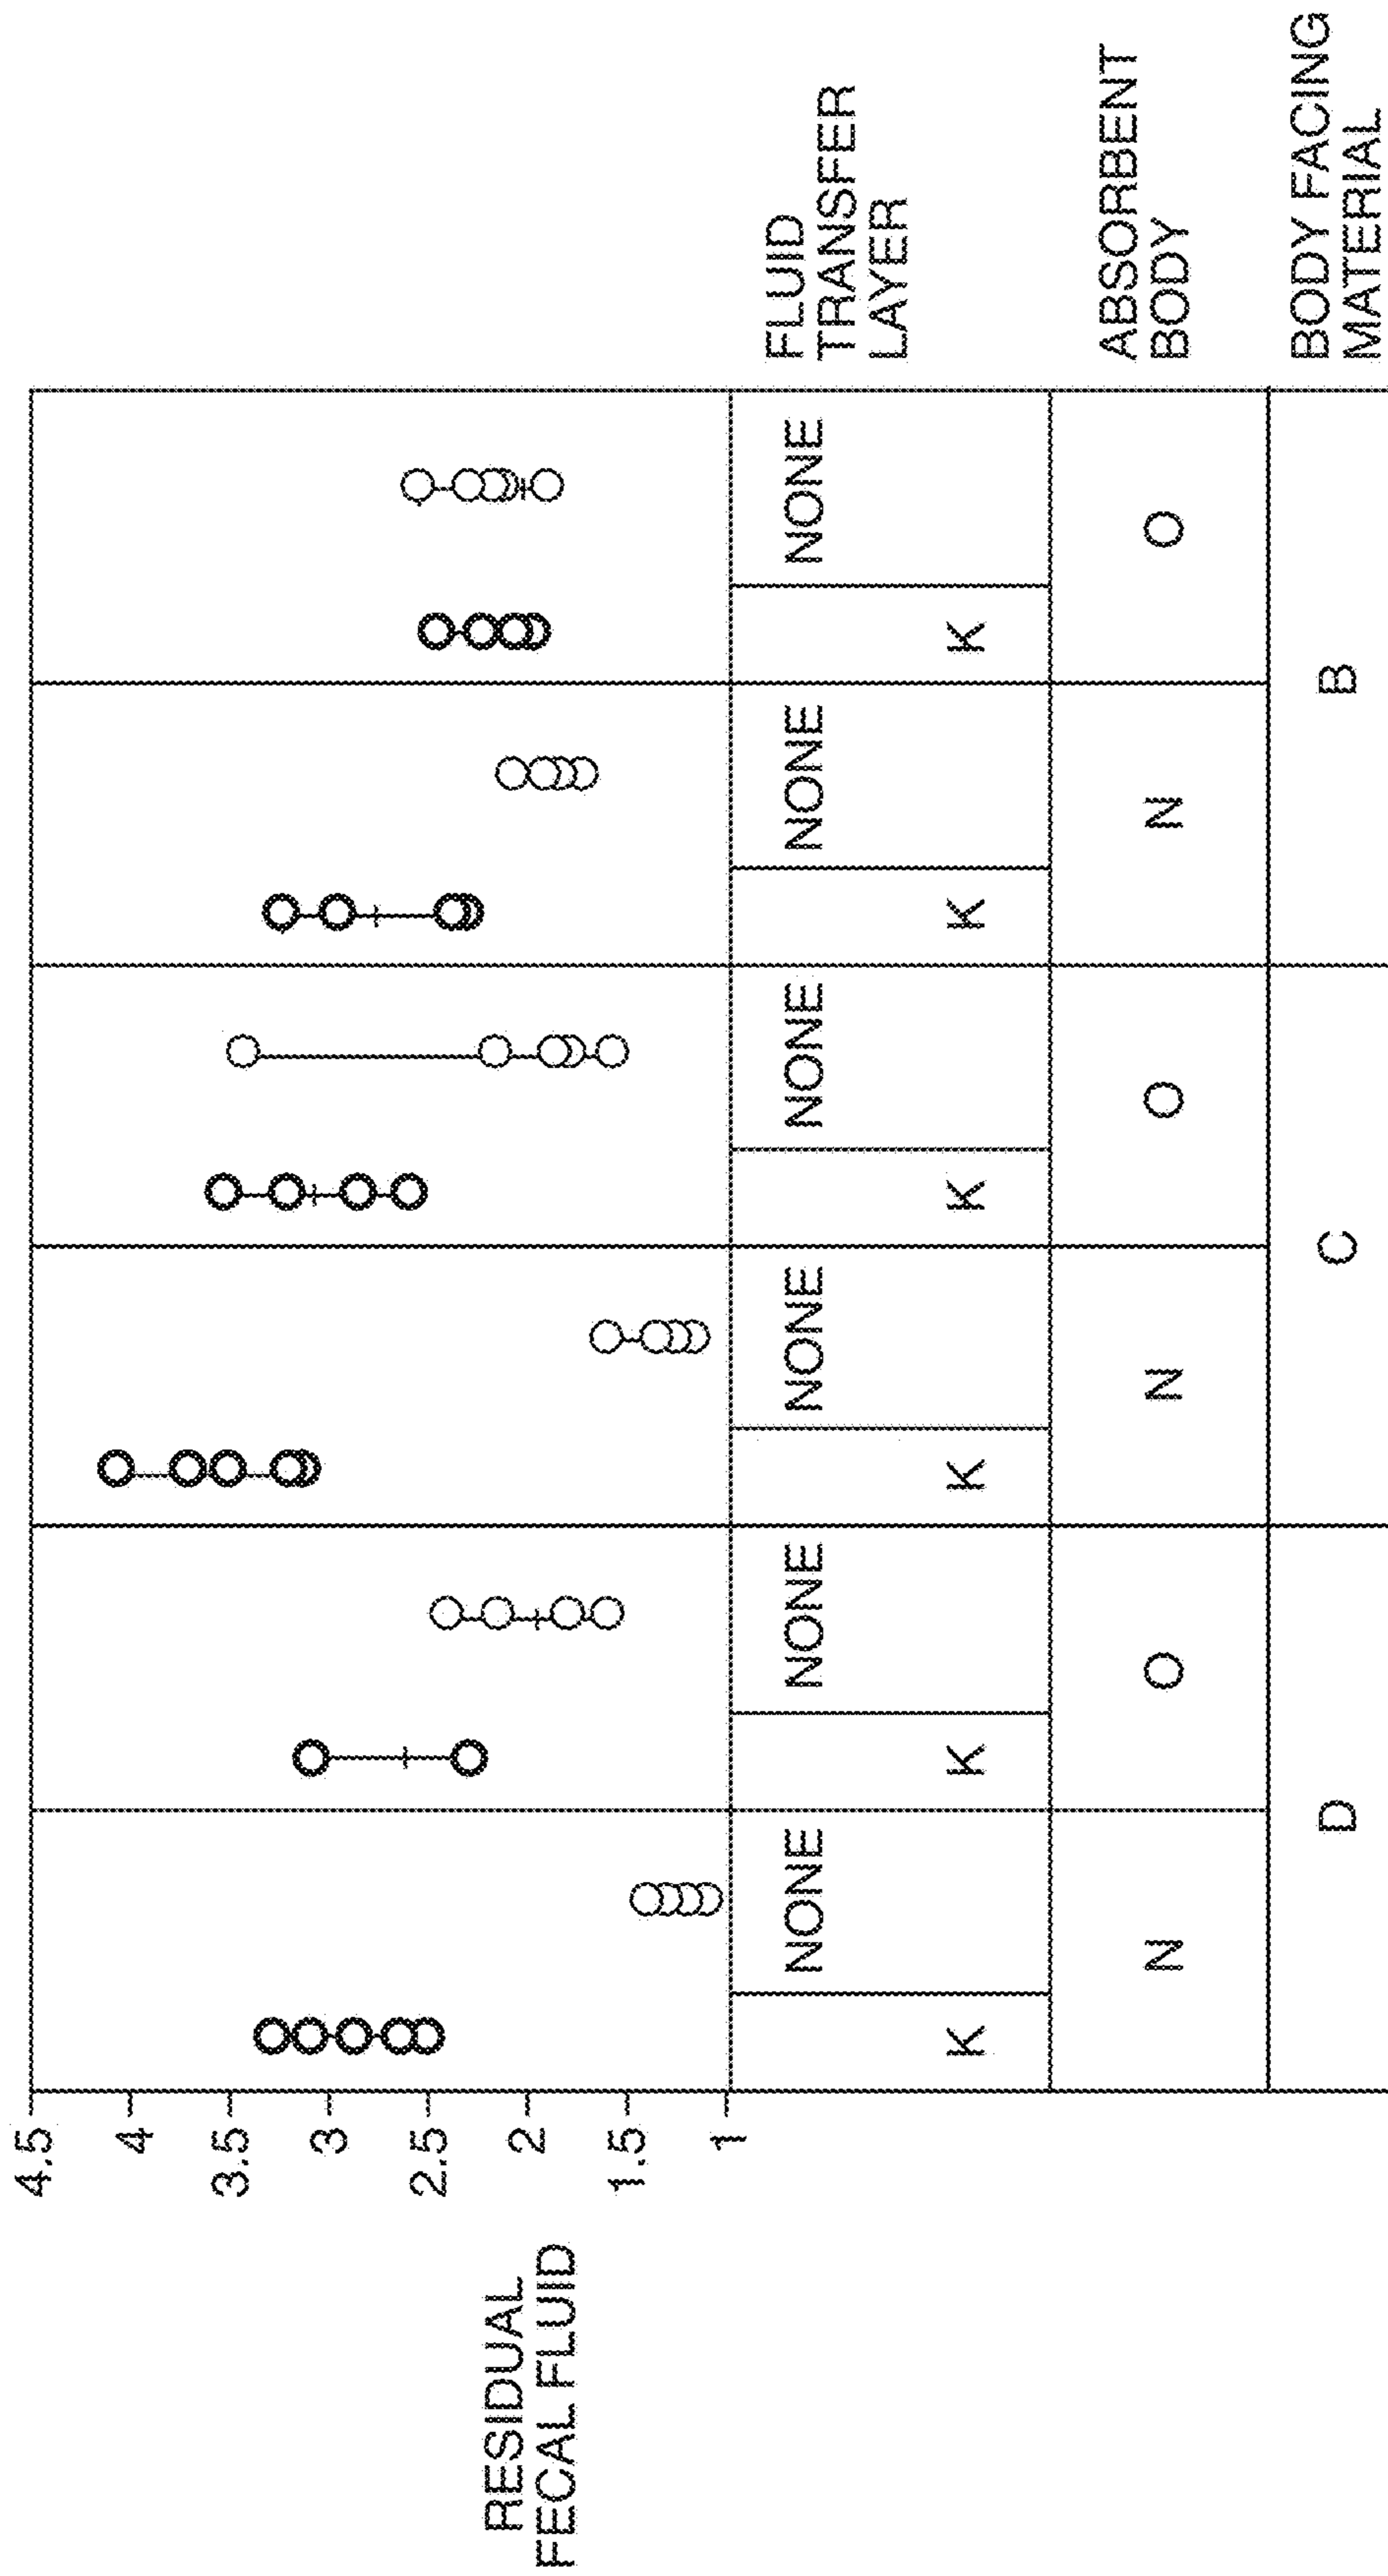 RESIDUAL
FECAL FLUID
4.5
4
3.5
3
2.5
2
1.5
1
K NONE K NONE K NONE K NONE K NONE K NONE
FLUID
TRANSFER
LAYER
N O N O N O
ABSORBENT
BODY
D C B
BODY FACING
MATERIAL